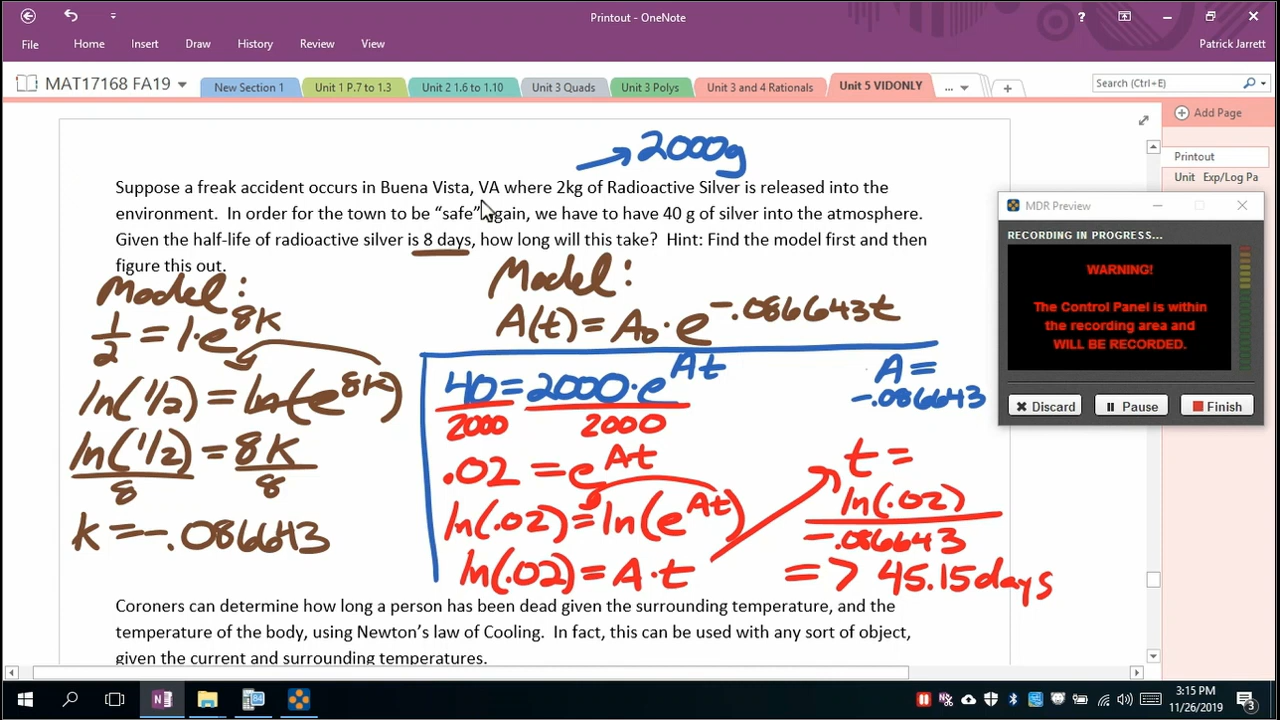 Printout - OneNote
?
File Home Insert Draw History Review View
Patrick Jarrett
MAT17168 FA19
New Section 1
Unit 1 P.7 to 1.3
Unit 2 1.6 to 1.10
Unit 3 Quads
Unit 3 Polys
Unit 3 and 4 Rationals
Unit 5 VIDONLY
...
+
Search (Ctrl+E)
Add Page
Printout
Unit Exp/Log Pa
→2000g
Suppose a freak accident occurs in Buena Vista, VA where 2kg of Radioactive Silver is released into the
environment. In order for the town to be “safe” again, we have to have 40 g of silver into the atmosphere.
Given the half-life of radioactive silver is 8 days, how long will this take? Hint: Find the model first and then
figure this out.
Model:
1/2 = 1·e^8K
ln(1/2) = ln(e^8K)
ln(1/2) = 8K
8 8
k = -.086643
Model:
A(t) = A₀·e^-.086643t
40 = 2000·e^At
2000 2000
.02 = e^At
ln(.02) = ln(e^At)
ln(.02) = A·t
A =
-.086643
t =
ln(.02)
-.086643
=> 45.15 days
Coroners can determine how long a person has been dead given the surrounding temperature, and the
temperature of the body, using Newton’s law of Cooling. In fact, this can be used with any sort of object,
given the current and surrounding temperatures.
MDR Preview
RECORDING IN PROGRESS...
WARNING!
The Control Panel is within
the recording area and
WILL BE RECORDED.
Discard
Pause
Finish
3:15 PM
11/26/2019
3